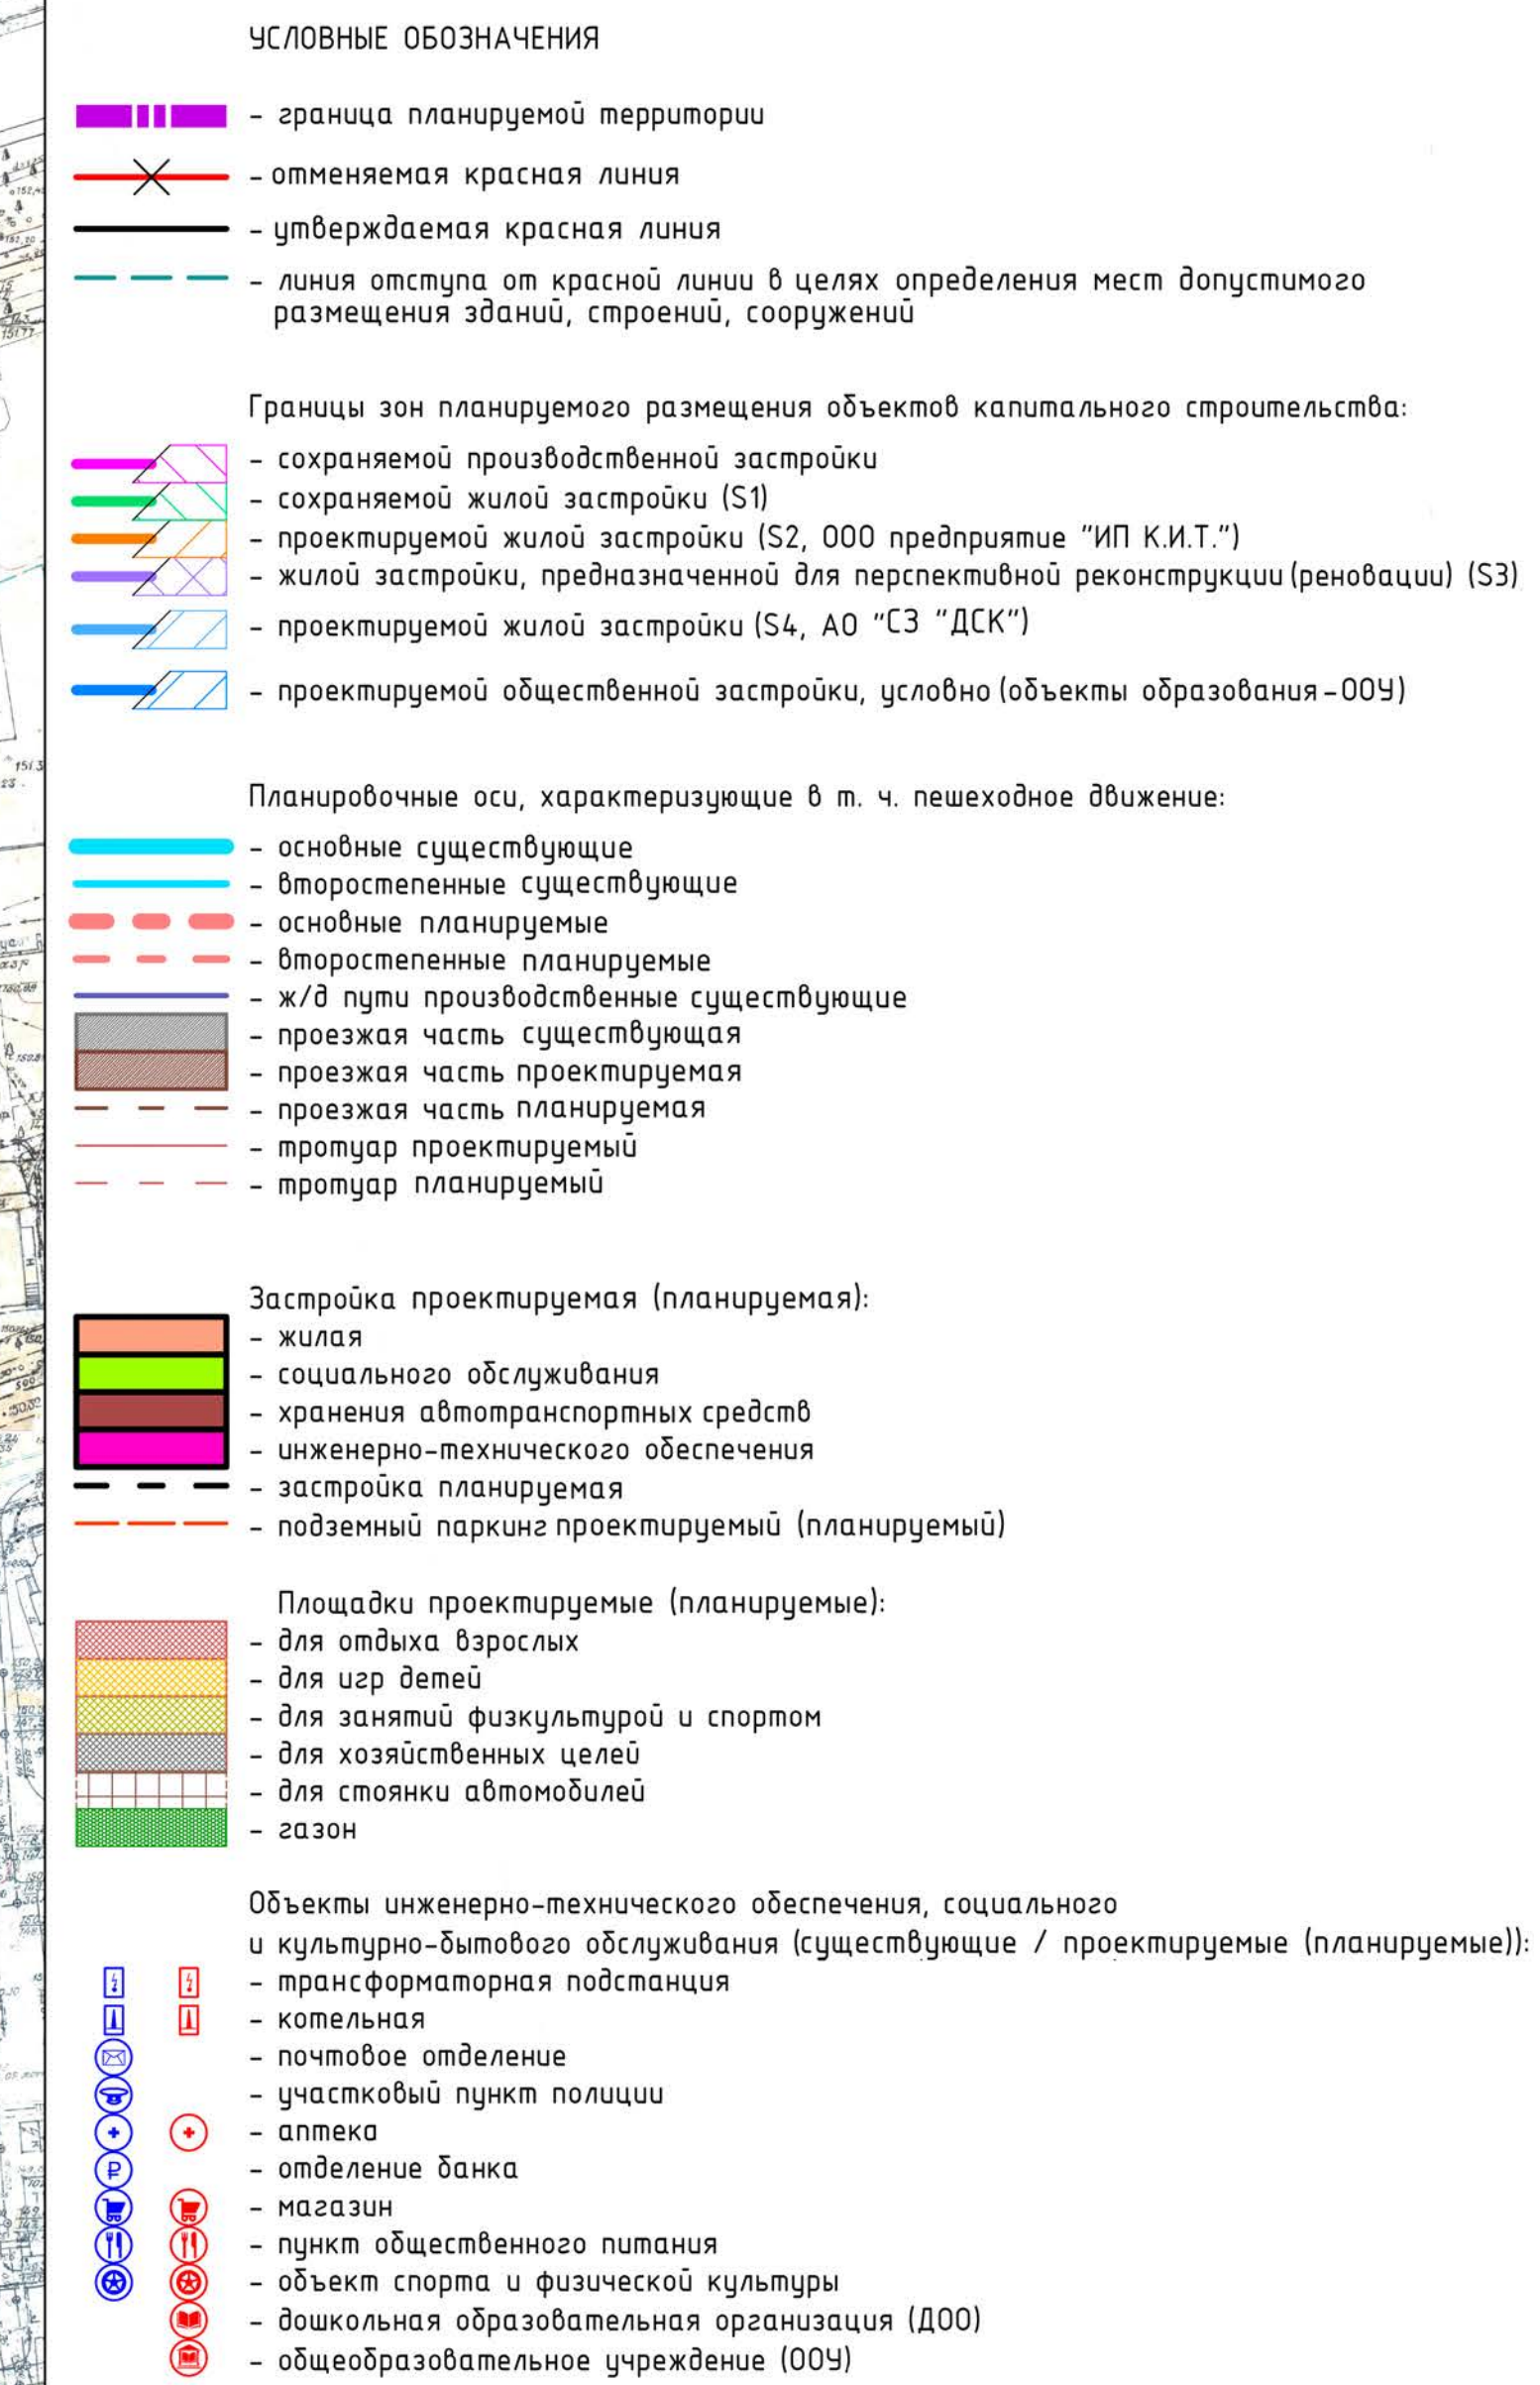 УСЛОВНЫЕ ОБОЗНАЧЕНИЯ
- граница планируемой территории
- отменяемая красная линия
- утверждаемая красная линия
- линия отступа от красной линии в целях определения мест допустимого
размещения зданий, строений, сооружений
Границы зон планируемого размещения объектов капитального строительства:
- сохраняемой производственной застройки
- сохраняемой жилой застройки (S1)
- проектируемой жилой застройки (S2, ООО предприятие "ИП К.И.Т.")
- жилой застройки, предназначенной для перспективной реконструкции (реновации) (S3)
- проектируемой жилой застройки (S4, АО "СЗ "ДСК")
- проектируемой общественной застройки, условно (объекты образования-ООУ)
Планировочные оси, характеризующие в т. ч. пешеходное движение:
- основные существующие
- второстепенные существующие
- основные планируемые
- второстепенные планируемые
- ж/д пути производственные существующие
- проезжая часть существующая
- проезжая часть проектируемая
- проезжая часть планируемая
- тротуар проектируемый
- тротуар планируемый
Застройка проектируемая (планируемая):
- жилая
- социального обслуживания
- хранения автотранспортных средств
- инженерно-технического обеспечения
- застройка планируемая
- подземный паркинг проектируемый (планируемый)
Площадки проектируемые (планируемые):
- для отдыха взрослых
- для игр детей
- для занятий физкультурой и спортом
- для хозяйственных целей
- для стоянки автомобилей
- газон
Объекты инженерно-технического обеспечения, социального
и культурно-бытового обслуживания (существующие / проектируемые (планируемые)):
- трансформаторная подстанция
- котельная
- почтовое отделение
- участковый пункт полиции
- аптека
- отделение банка
- магазин
- пункт общественного питания
- объект спорта и физической культуры
- дошкольная образовательная организация (ДОО)
- общеобразовательное учреждение (ООУ)